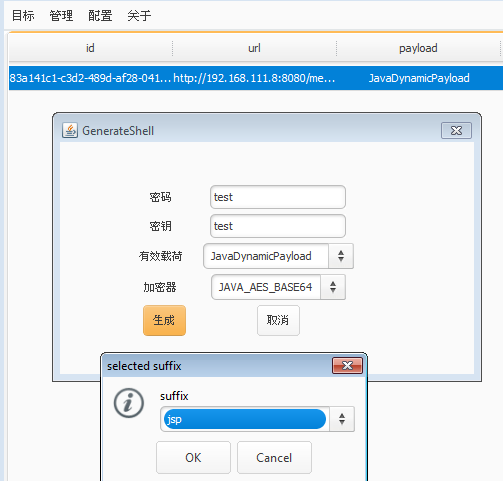 目标 管理 配置 关于
id url payload
83a141c1-c3d2-489d-af28-041... http://192.168.111.8:8080/me... JavaDynamicPayload
GenerateShell
密码 test
密钥 test
有效载荷 JavaDynamicPayload
加密器 JAVA_AES_BASE64
生成 取消
selected suffix
suffix
jsp
OK Cancel